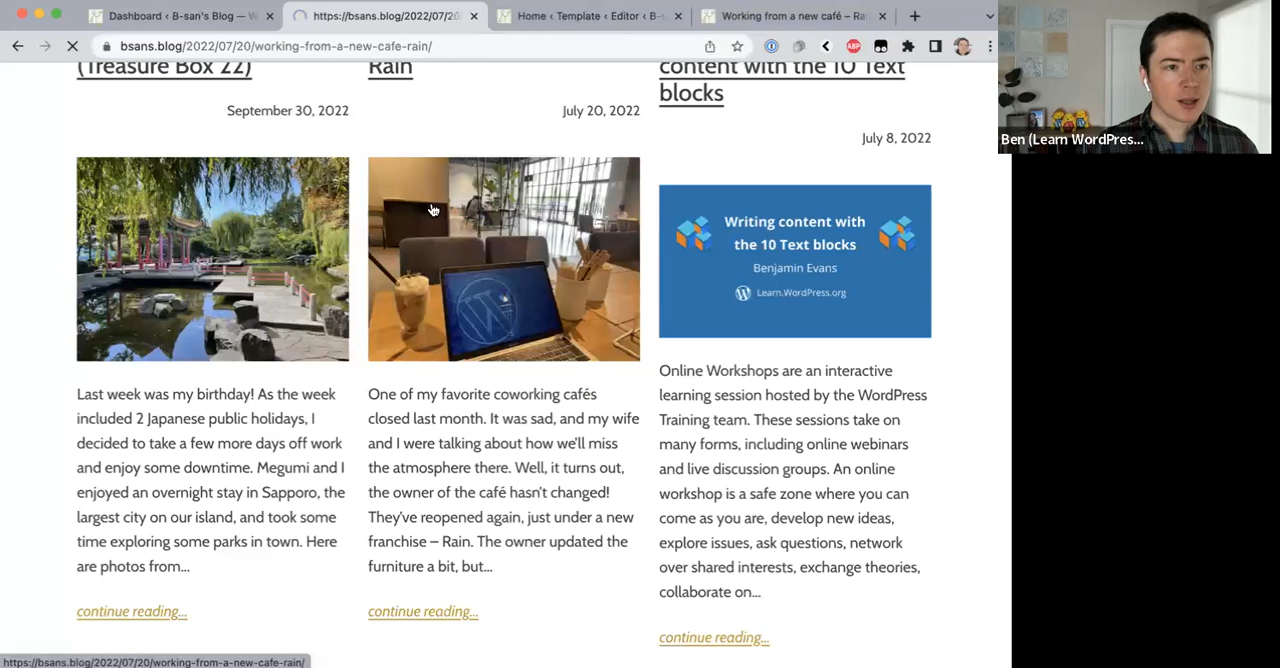 Dashboard ‹ B-san's Blog — W
https://bsans.blog/2022/07/20
Home ‹ Template ‹ Editor ‹ B-s
Working from a new café – Rai
bsans.blog/2022/07/20/working-from-a-new-cafe-rain/
ABP
(Treasure Box 22)
September 30, 2022
Last week was my birthday! As the week
included 2 Japanese public holidays, I
decided to take a few more days off work
and enjoy some downtime. Megumi and I
enjoyed an overnight stay in Sapporo, the
largest city on our island, and took some
time exploring some parks in town. Here
are photos from...
continue reading...
Rain
July 20, 2022
One of my favorite coworking cafés
closed last month. It was sad, and my wife
and I were talking about how we'll miss
the atmosphere there. Well, it turns out,
the owner of the café hasn't changed!
They've reopened again, just under a new
franchise – Rain. The owner updated the
furniture a bit, but...
continue reading...
content with the 10 Text
blocks
July 8, 2022
Writing content with
the 10 Text blocks
Benjamin Evans
Learn.WordPress.org
Online Workshops are an interactive
learning session hosted by the WordPress
Training team. These sessions take on
many forms, including online webinars
and live discussion groups. An online
workshop is a safe zone where you can
come as you are, develop new ideas,
explore issues, ask questions, network
over shared interests, exchange theories,
collaborate on...
continue reading...
https://bsans.blog/2022/07/20/working-from-a-new-cafe-rain/
Ben (Learn WordPres...